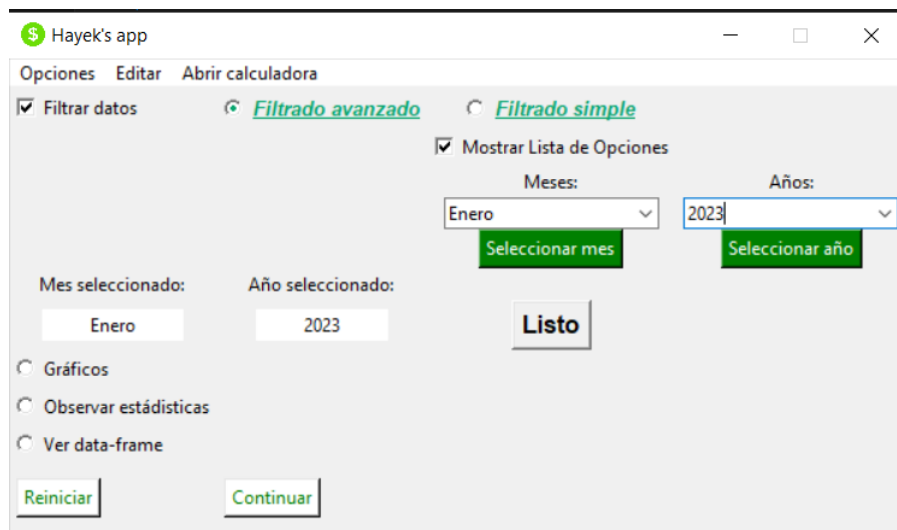 Hayek's app
Opciones Editar Abrir calculadora
Filtrar datos Filtrado avanzado Filtrado simple
Mostrar Lista de Opciones
Meses: Años:
Enero 2023
Seleccionar mes Seleccionar año
Mes seleccionado: Año seleccionado:
Enero 2023 Listo
Gráficos
Observar estádisticas
Ver data-frame
Reiniciar Continuar